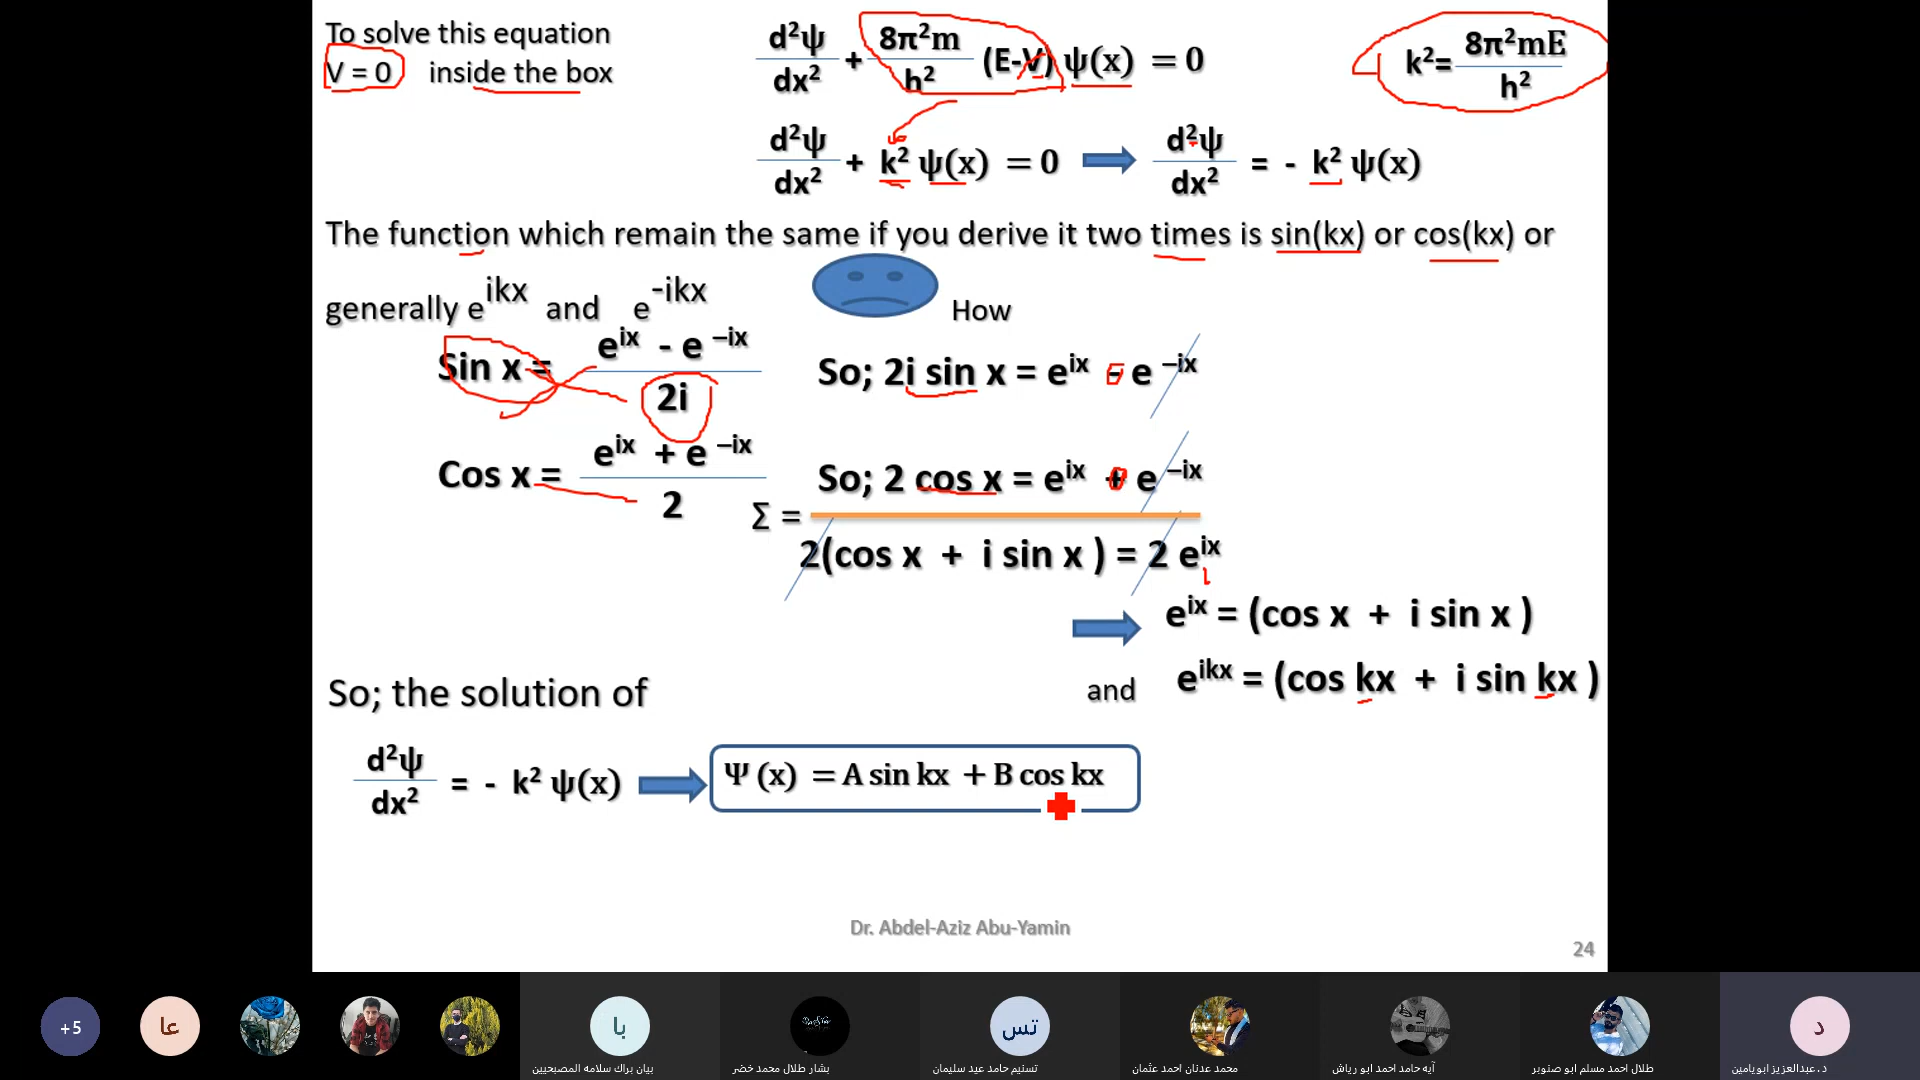 To solve this equation
V = 0 inside the box
d²ψ/dx² + 8π²m/h² (E-V) ψ(x) = 0
k²= 8π²mE/h²
d²ψ/dx² + k² ψ(x) = 0
d²ψ/dx² = - k² ψ(x)
The function which remain the same if you derive it two times is sin(kx) or cos(kx) or
generally e^ikx and e^-ikx
How
Sin x = e^ix - e^–ix / 2i
So; 2i sin x = e^ix - e^–ix
Cos x = e^ix + e^–ix / 2
So; 2 cos x = e^ix + e^–ix
Σ =
2(cos x + i sin x ) = 2 e^ix
e^ix = (cos x + i sin x )
and e^ikx = (cos kx + i sin kx )
So; the solution of
d²ψ/dx² = - k² ψ(x)
Ψ (x) = A sin kx + B cos kx
Dr. Abdel-Aziz Abu-Yamin
24
+5
عا
با
تس
د
بيان براك سلامه المصبحيين
بشار طلال محمد خضر
تسنيم حامد عيد سليمان
محمد عدنان احمد عثمان
آيه حامد احمد ابو رياش
طلال احمد مسلم ابو صنوبر
د.عبدالعزيز ابويامين